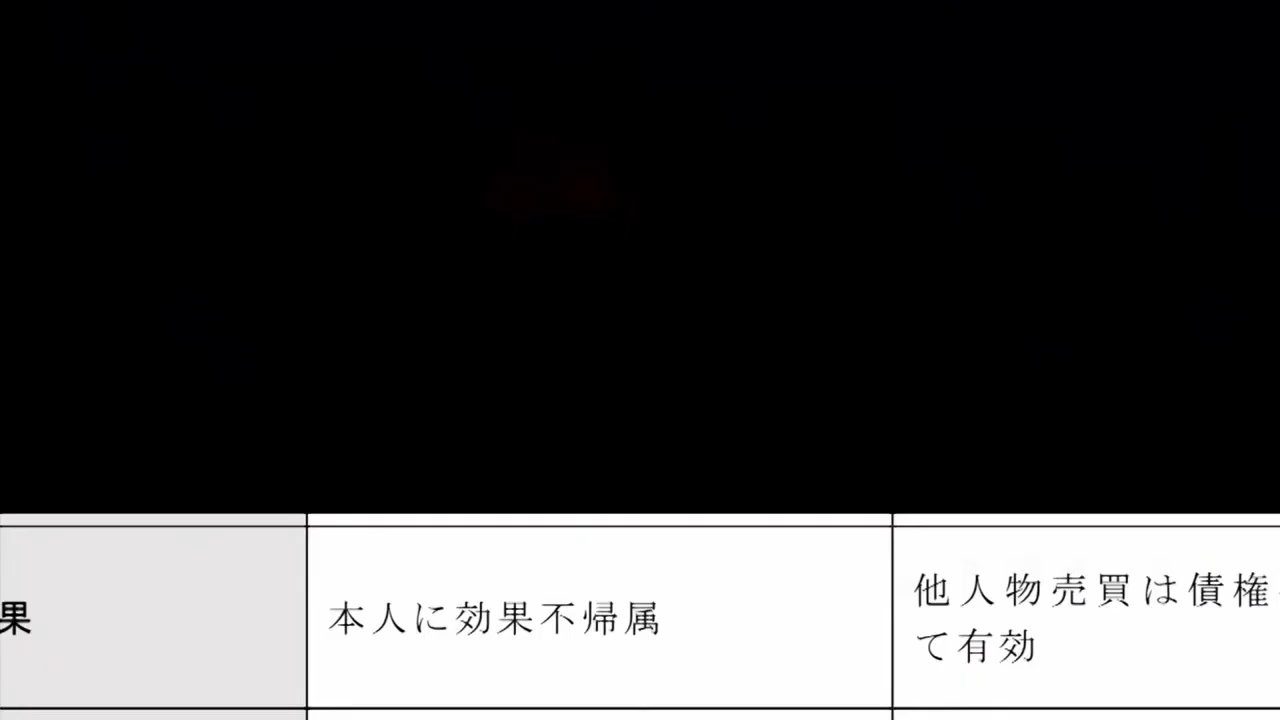 果
本人に効果不帰属
他人物売買は債権
て有効